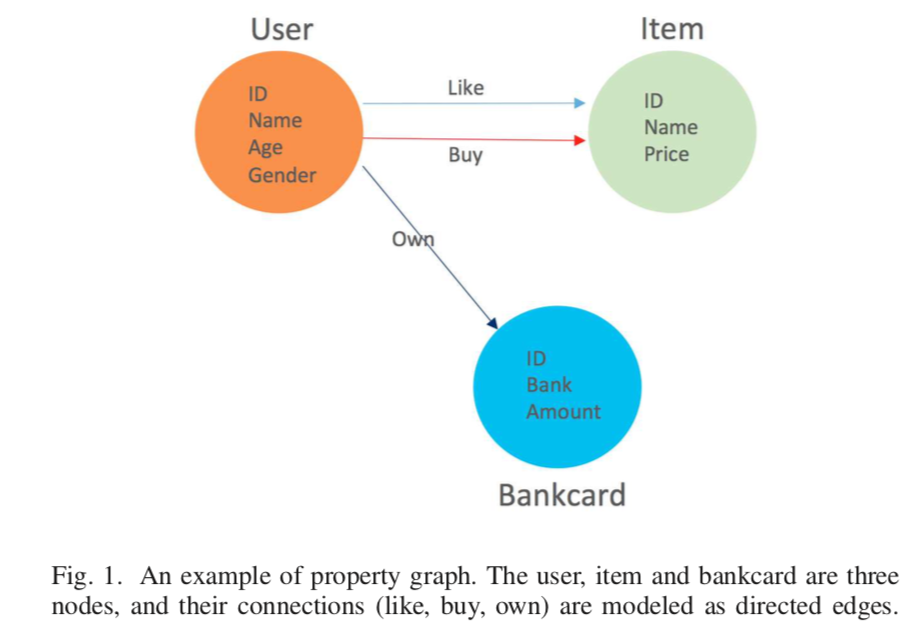 User
Item
ID
Name
Age
Gender
Like
Buy
ID
Name
Price
Own
ID
Bank
Amount
Bankcard
Fig. 1. An example of property graph. The user, item and bankcard are three
nodes, and their connections (like, buy, own) are modeled as directed edges.